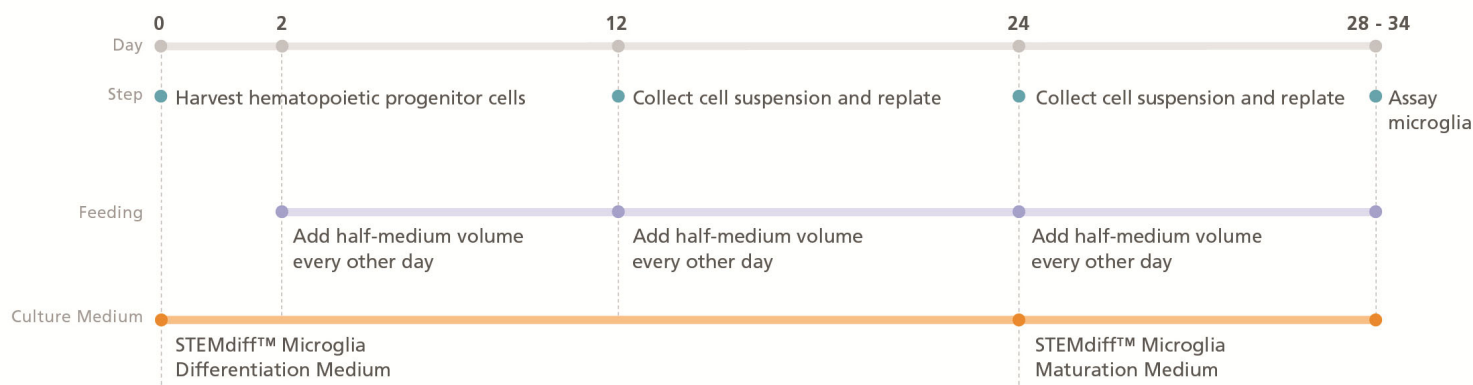 0 2 12 24 28 - 34
Day
Step Harvest hematopoietic progenitor cells Collect cell suspension and replate Collect cell suspension and replate Assay
microglia
Feeding
Add half-medium volume Add half-medium volume Add half-medium volume
every other day every other day every other day
Culture Medium
STEMdiff™ Microglia STEMdiff™ Microglia
Differentiation Medium Maturation Medium